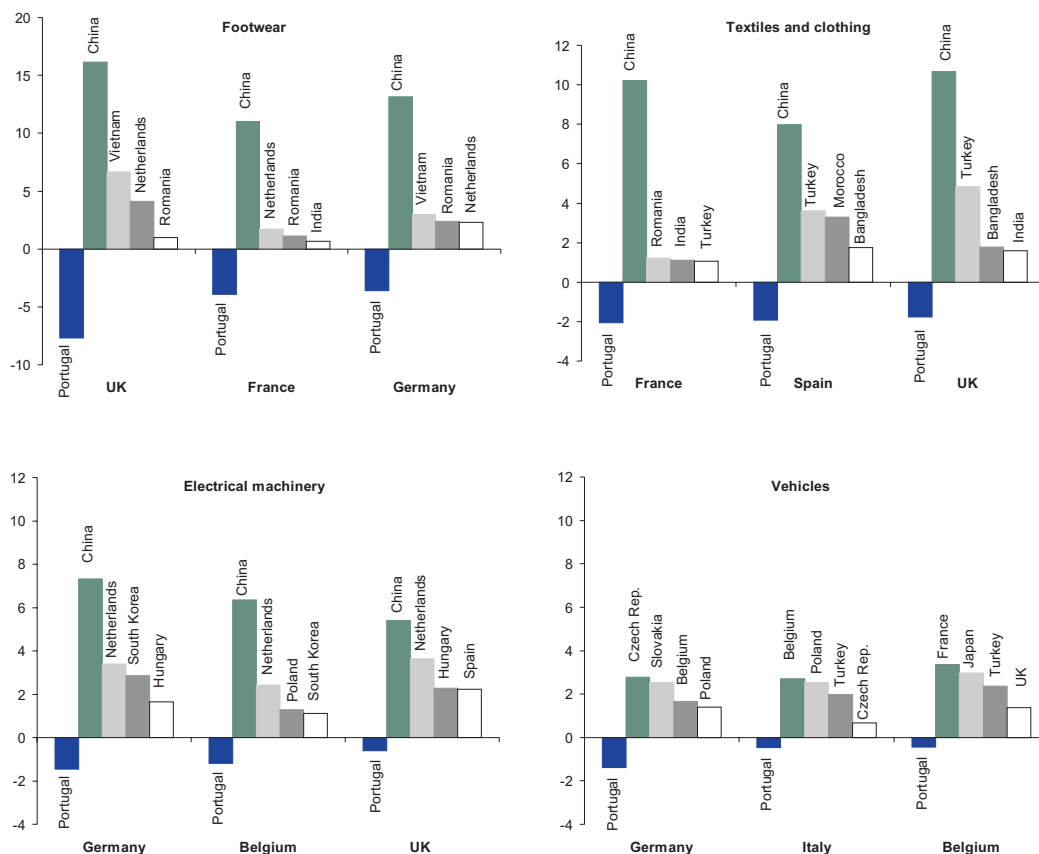 Footwear
20
15
10
5
0
-5
-10
Portugal
China
Vietnam
Netherlands
Romania
Portugal
China
Netherlands
Romania
India
Portugal
China
Vietnam
Romania
Netherlands
UK
France
Germany
Textiles and clothing
12
10
8
6
4
2
0
-2
-4
Portugal
China
Romania
India
Turkey
Portugal
China
Turkey
Morocco
Bangladesh
Portugal
China
Turkey
Bangladesh
India
France
Spain
UK
Electrical machinery
12
10
8
6
4
2
0
-2
-4
Portugal
China
Netherlands
South Korea
Hungary
Portugal
China
Netherlands
Poland
South Korea
Portugal
China
Netherlands
Hungary
Spain
Germany
Belgium
UK
Vehicles
12
10
8
6
4
2
0
-2
-4
Portugal
Czech Rep.
Slovakia
Belgium
Poland
Portugal
Belgium
Poland
Turkey
Czech Rep.
Portugal
France
Japan
Turkey
UK
Germany
Italy
Belgium